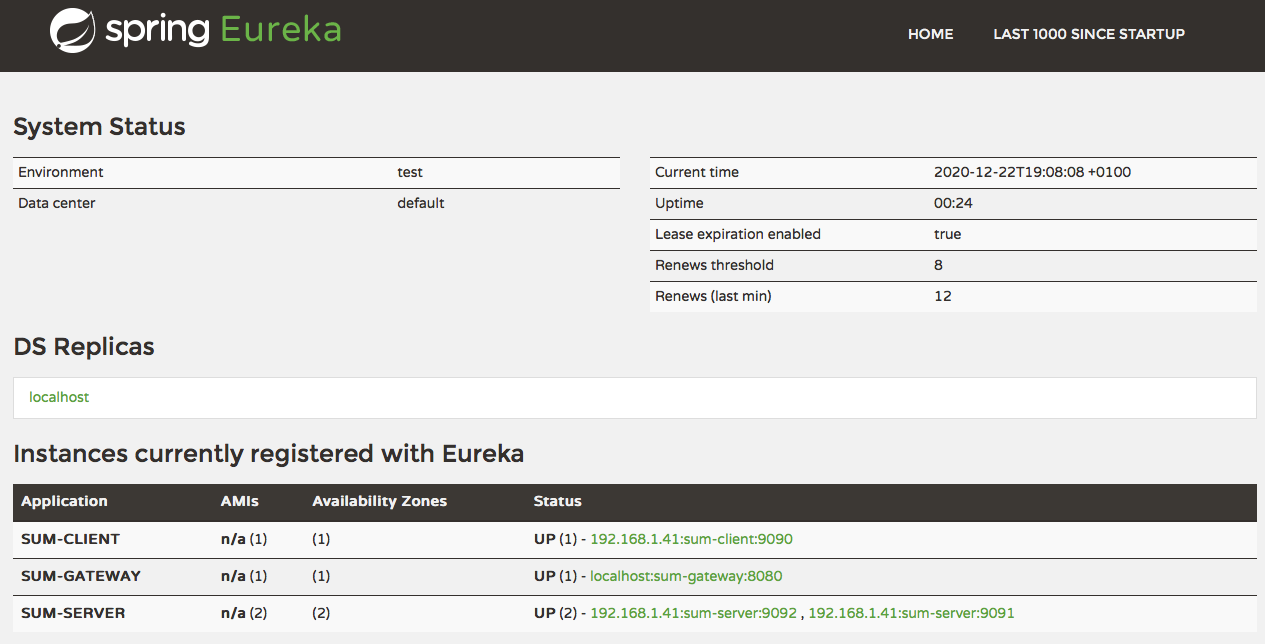 spring Eureka
HOME LAST 1000 SINCE STARTUP
System Status
Environment test
Data center default
Current time 2020-12-22T19:08:08 +0100
Uptime 00:24
Lease expiration enabled true
Renews threshold 8
Renews (last min) 12
DS Replicas
localhost
Instances currently registered with Eureka
Application AMIs Availability Zones Status
SUM-CLIENT n/a (1) (1) UP (1) - 192.168.1.41:sum-client:9090
SUM-GATEWAY n/a (1) (1) UP (1) - localhost:sum-gateway:8080
SUM-SERVER n/a (2) (2) UP (2) - 192.168.1.41:sum-server:9092 , 192.168.1.41:sum-server:9091